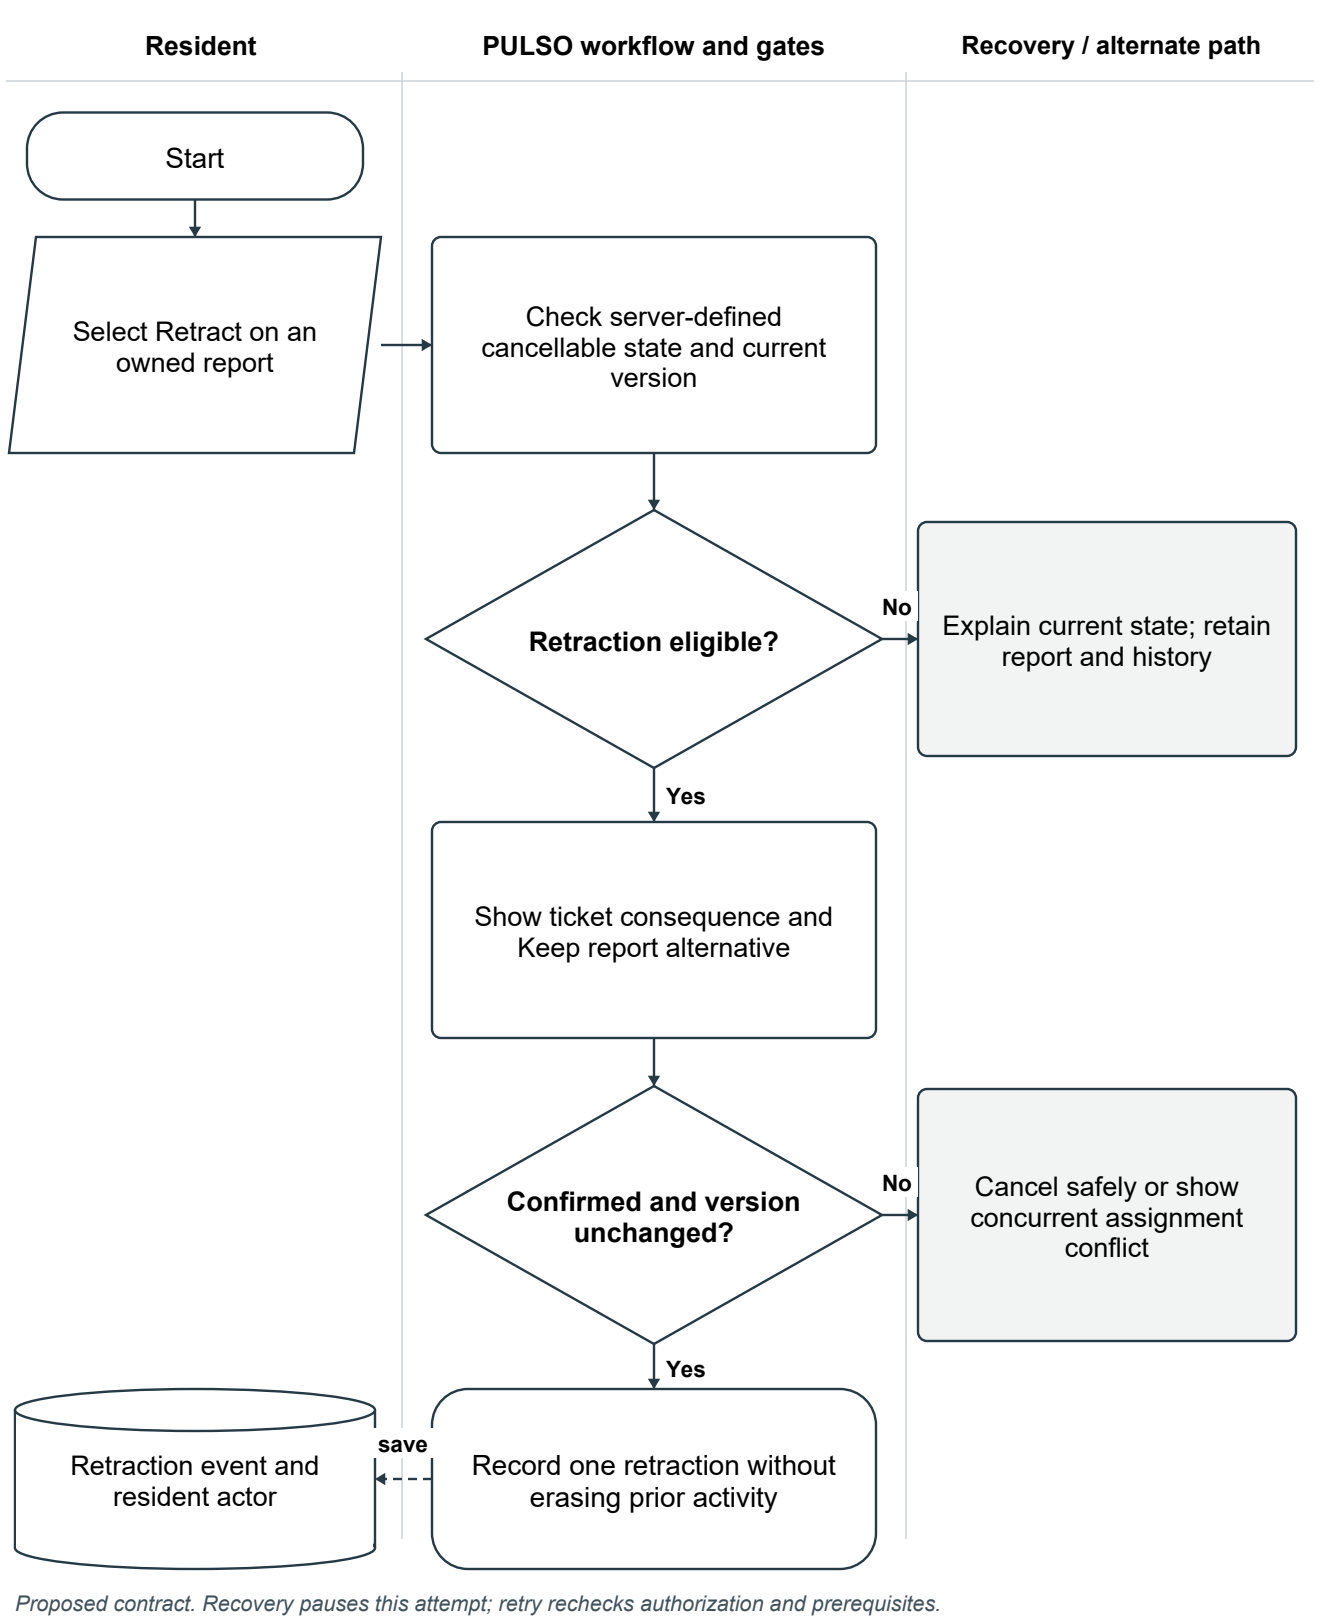 Resident
PULSO workflow and gates
Recovery / alternate path
Start
Select Retract on an
owned report
Check server-defined
cancellable state and current
version
Retraction eligible?
No
Explain current state; retain
report and history
Yes
Show ticket consequence and
Keep report alternative
Confirmed and version
unchanged?
No
Cancel safely or show
concurrent assignment
conflict
Yes
Record one retraction without
erasing prior activity
save
Retraction event and
resident actor
Proposed contract. Recovery pauses this attempt; retry rechecks authorization and prerequisites.